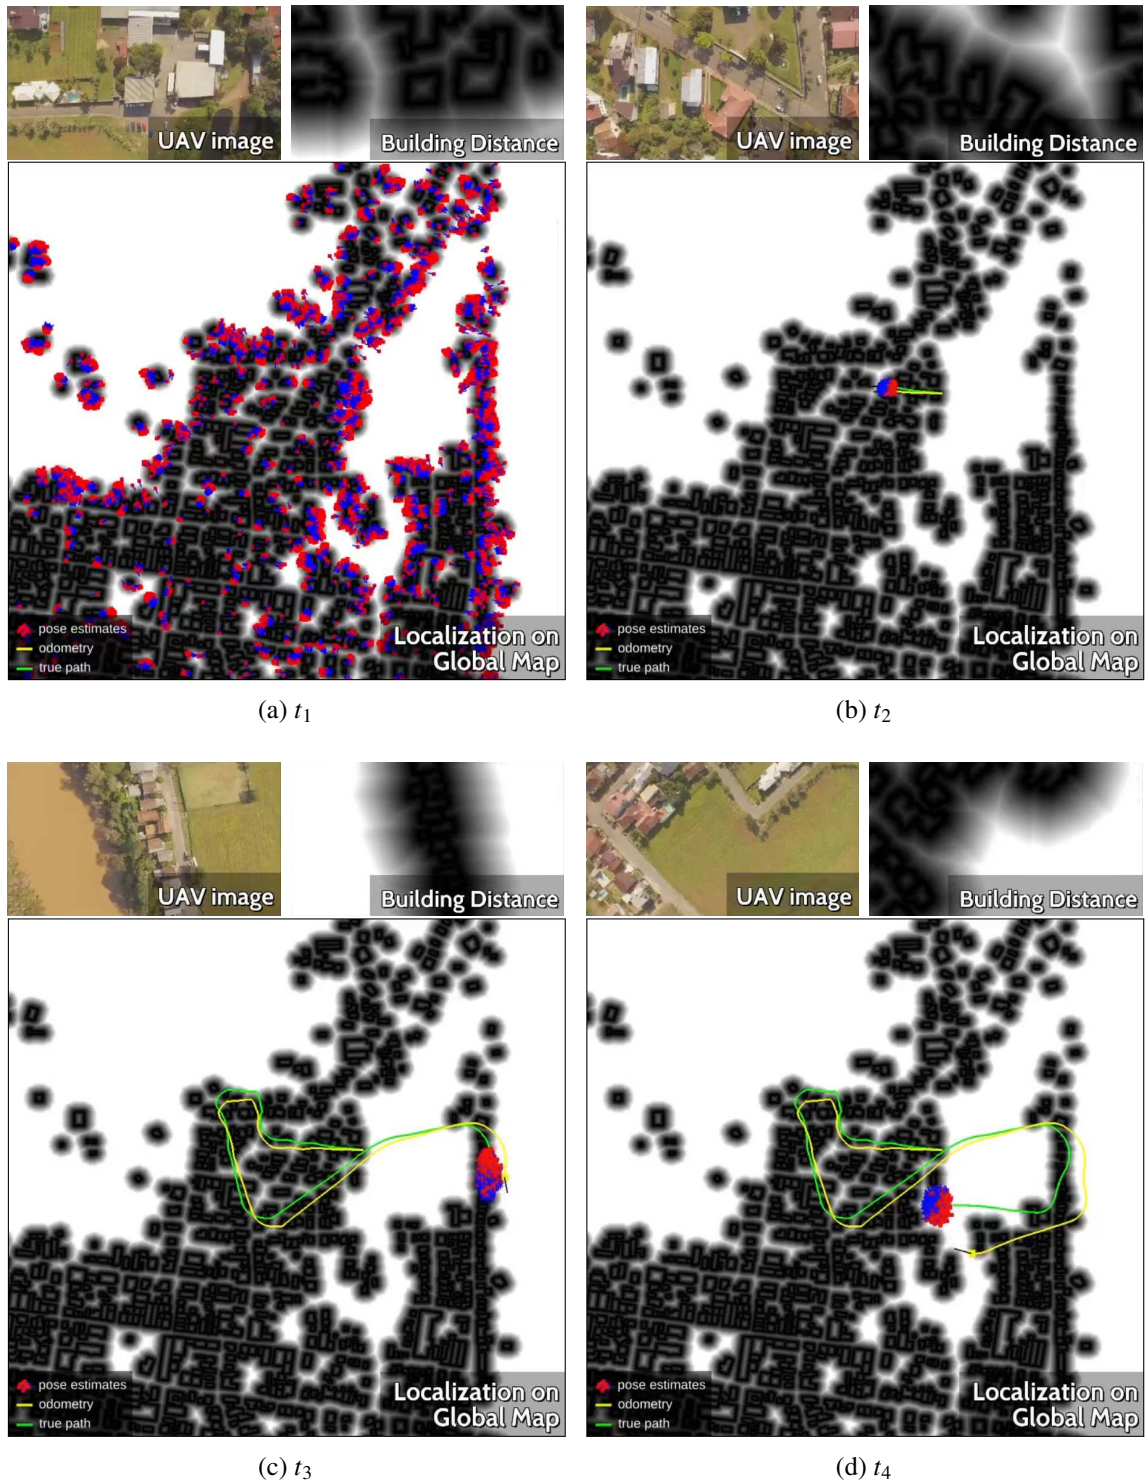 UAV image
Building Distance
UAV image
Building Distance
pose estimates
odometry
true path
Localization on
Global Map
pose estimates
odometry
true path
Localization on
Global Map
(a) t1
(b) t2
UAV image
Building Distance
UAV image
Building Distance
pose estimates
odometry
true path
Localization on
Global Map
pose estimates
odometry
true path
Localization on
Global Map
(c) t3
(d) t4